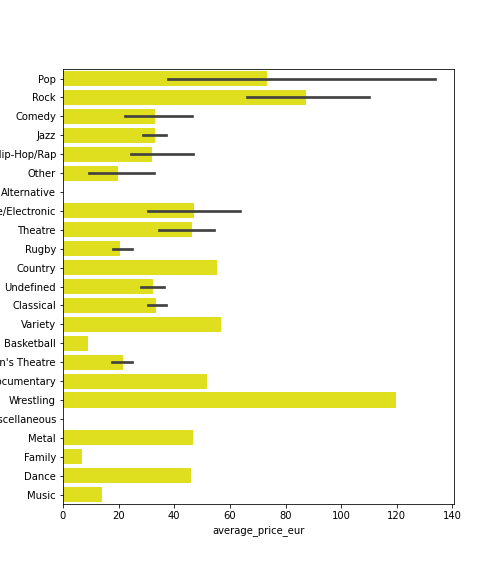 Pop
Rock
Comedy
Jazz
Hip-Hop/Rap
Other
Alternative
e/Electronic
Theatre
Rugby
Country
Undefined
Classical
Variety
Basketball
n's Theatre
ocumentary
Wrestling
scellaneous
Metal
Family
Dance
Music
0 20 40 60 80 100 120 140
average_price_eur